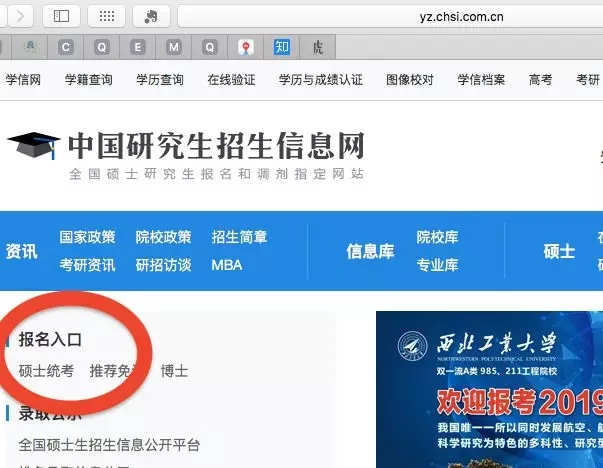 yz.chsi.com.cn
C Q E M Q 知 虎
学信网 学籍查询 学历查询 在线验证 学历与成绩认证 图像校对 学信档案 高考 考研
中国研究生招生信息网
全国硕士研究生报名和调剂指定网站
资讯 国家政策 院校政策 招生简章 信息库 院校库 硕士
考研资讯 研招访谈 MBA 专业库
报名入口
硕士统考 推荐免 博士
录取公示
全国硕士生招生信息公开平台
西北工业大学
NORTHWESTERN POLYTECHNICAL UNIVERSITY
双一流A类 985、211工程院校
欢迎报考2019
我国唯一一所以同时发展航空、航
科学研究为特色的多科性、研究型